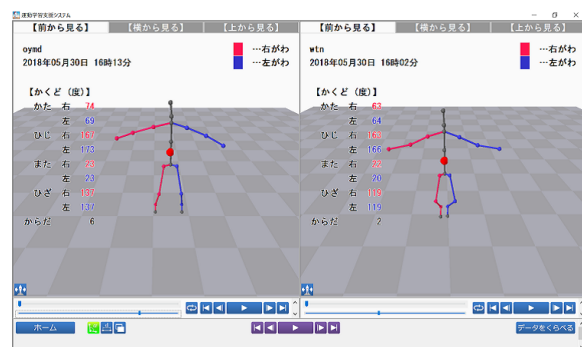 運動学習支援システム
【前から見る】 【横から見る】 【上から見る】
oymd
…右がわ
2018年05月30日 16時13分
…左がわ
【かくど（度）】
かた 右 74
左 69
ひじ 右 167
左 173
また 右 23
左 23
ひざ 右 137
左 137
からだ 6
【前から見る】 【横から見る】 【上から見る】
wtn
…右がわ
2018年05月30日 16時02分
…左がわ
【かくど（度）】
かた 右 63
左 64
ひじ 右
左 166
また 右 22
左 20
ひざ 右 119
左 119
からだ 2
ホーム
データをくらべる